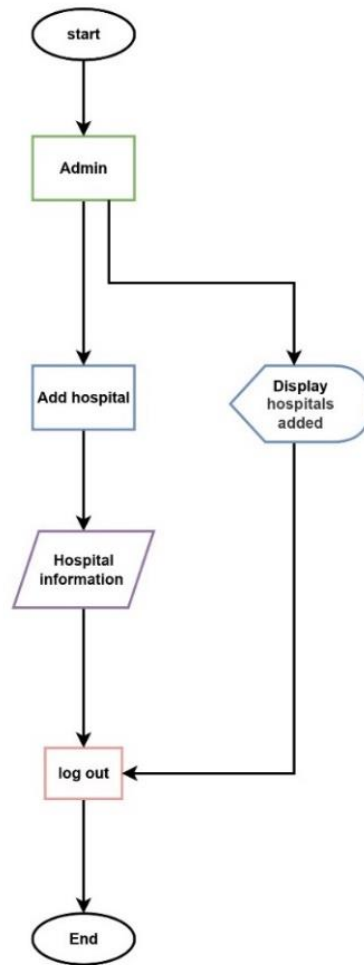 start
Admin
Add hospital
Display
hospitals
added
Hospital
information
log out
End